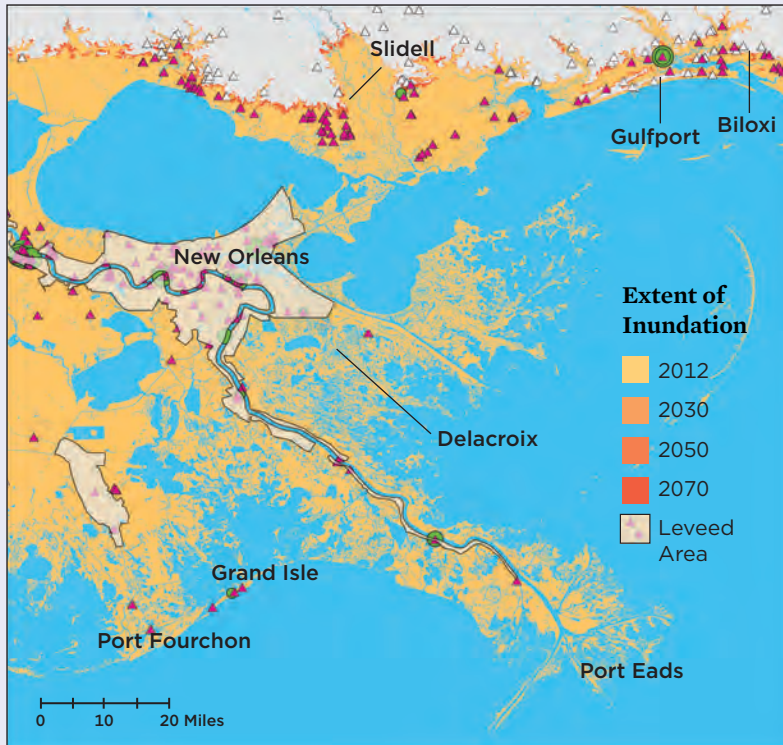 Slidell
Gulfport
Biloxi
New Orleans
Extent of
Inundation
2012
2030
2050
2070
Leveed
Area
Delacroix
Grand Isle
Port Fourchon
Port Eads
0 10 20 Miles